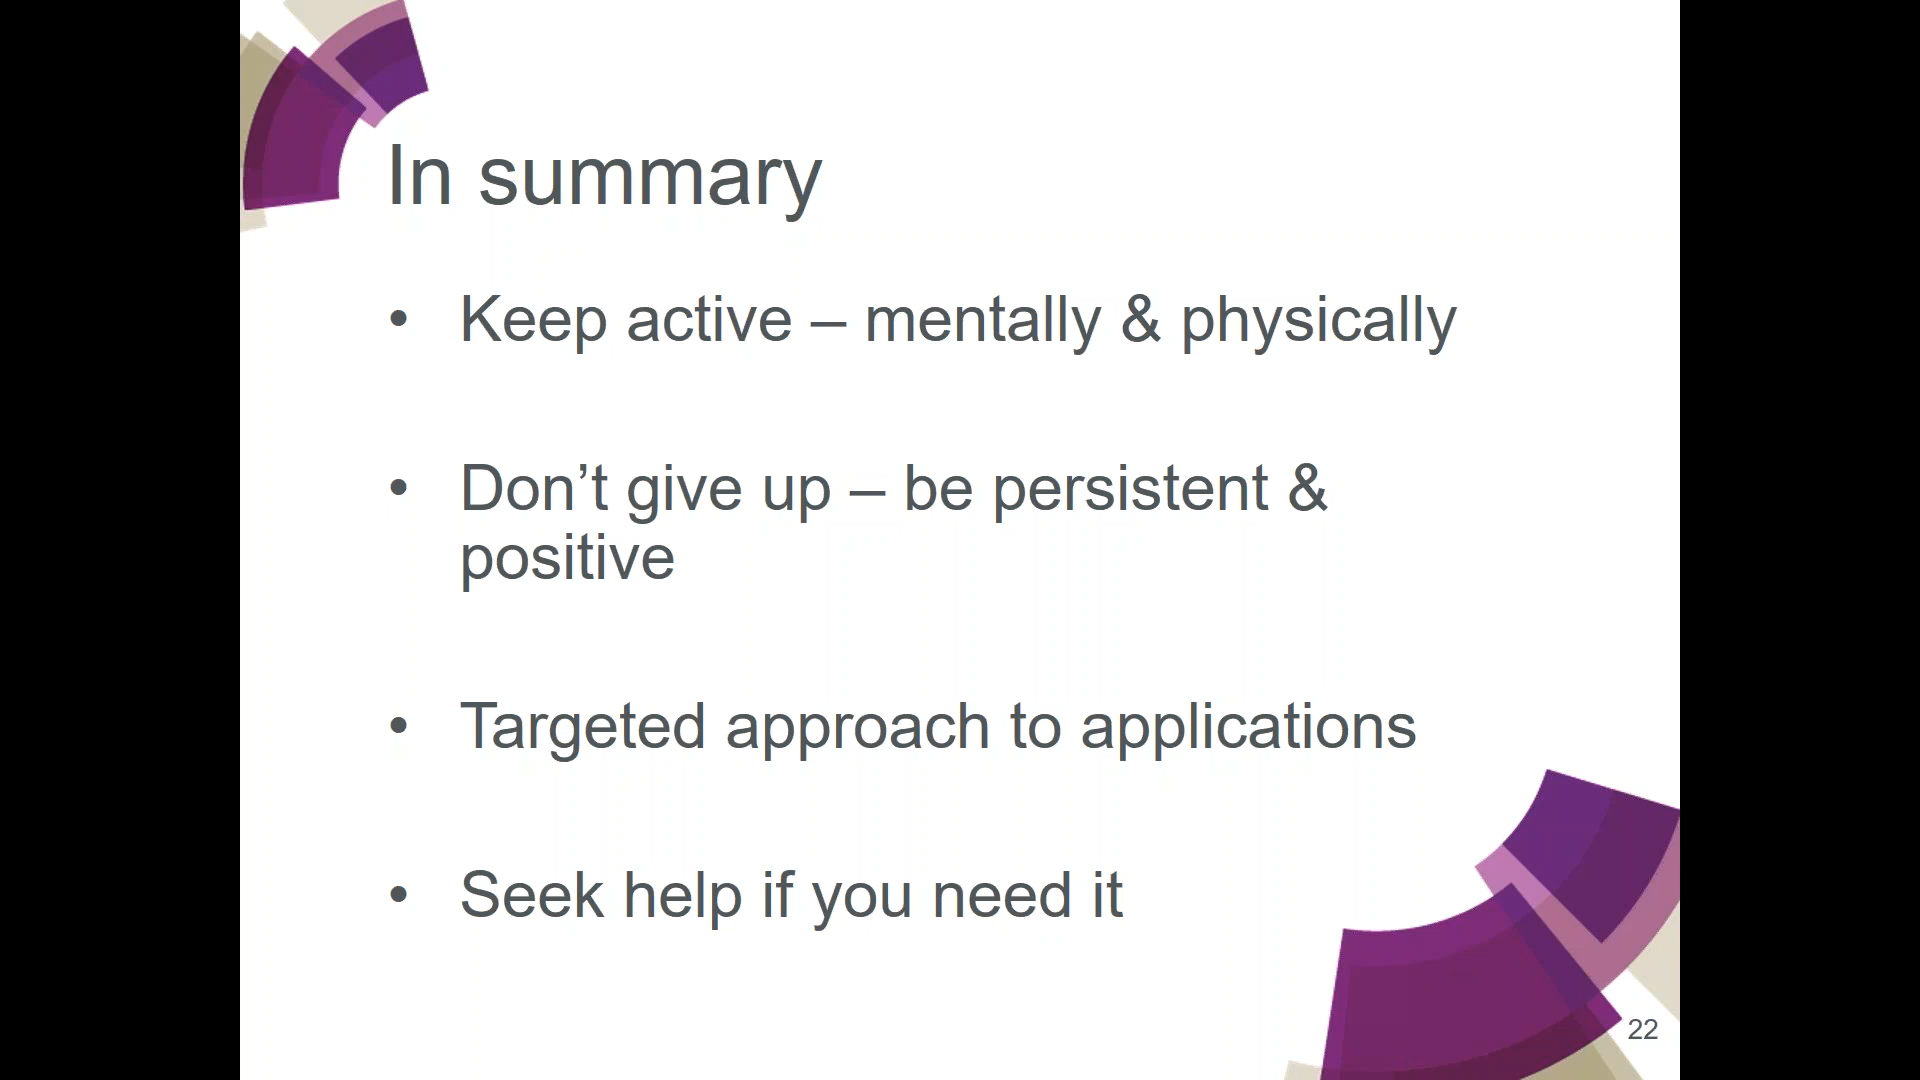 In summary
• Keep active – mentally & physically
• Don’t give up – be persistent &
positive
• Targeted approach to applications
• Seek help if you need it
22